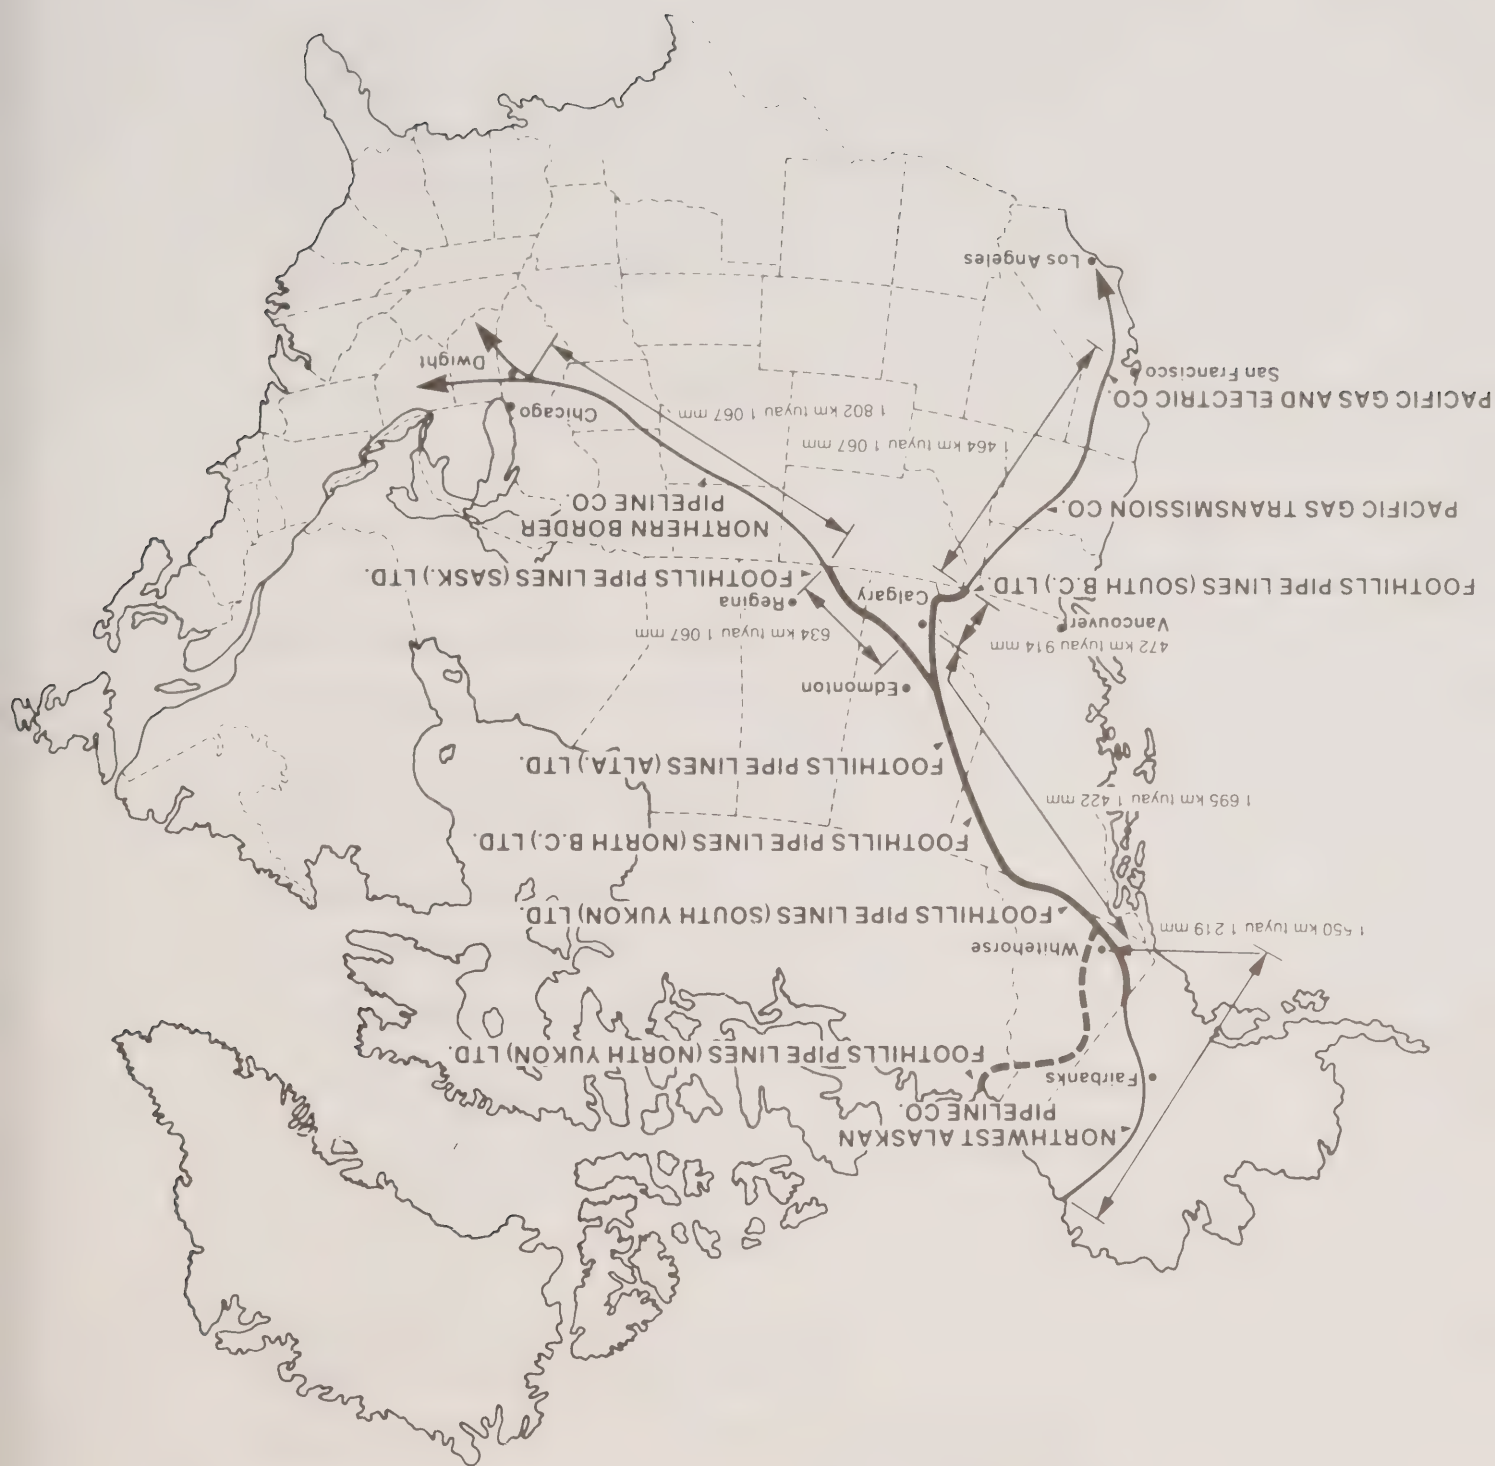 NORTHWEST ALASKAN
PIPELINE CO.
Fairbanks
FOOTHILLS PIPE LINES (NORTH YUKON) LTD.
km tuyau 1 219 mm
Whitehorse
FOOTHILLS PIPE LINES (SOUTH YUKON) LTD.
FOOTHILLS PIPE LINES (NORTH B.C.) LTD.
1 695 km tuyau 1 422 mm
FOOTHILLS PIPE LINES (ALTA.) LTD.
Edmonton
472 km tuyau 914 mm
Vancouver
634 km tuyau 1 067 mm
Calgary
Regina
FOOTHILLS PIPE LINES (SOUTH B.C.) LTD.
FOOTHILLS PIPE LINES (SASK.) LTD.
NORTHERN BORDER
PIPELINE CO.
PACIFIC GAS TRANSMISSION CO.
1 464 km tuyau 1 067 mm
1 802 km tuyau 1 067 mm
Chicago
PACIFIC GAS AND ELECTRIC CO.
San Francisco
Dwight
Los Angeles